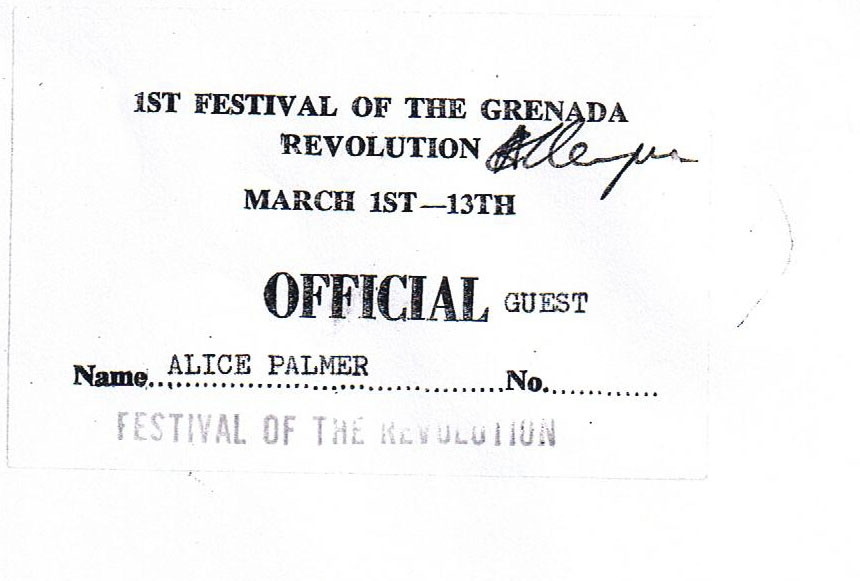 1ST FESTIVAL OF THE GRENADA
REVOLUTION
MARCH 1ST—13TH
OFFICIAL GUEST
Name..ALICE PALMER..............No..............
FESTIVAL OF THE REVOLUTION